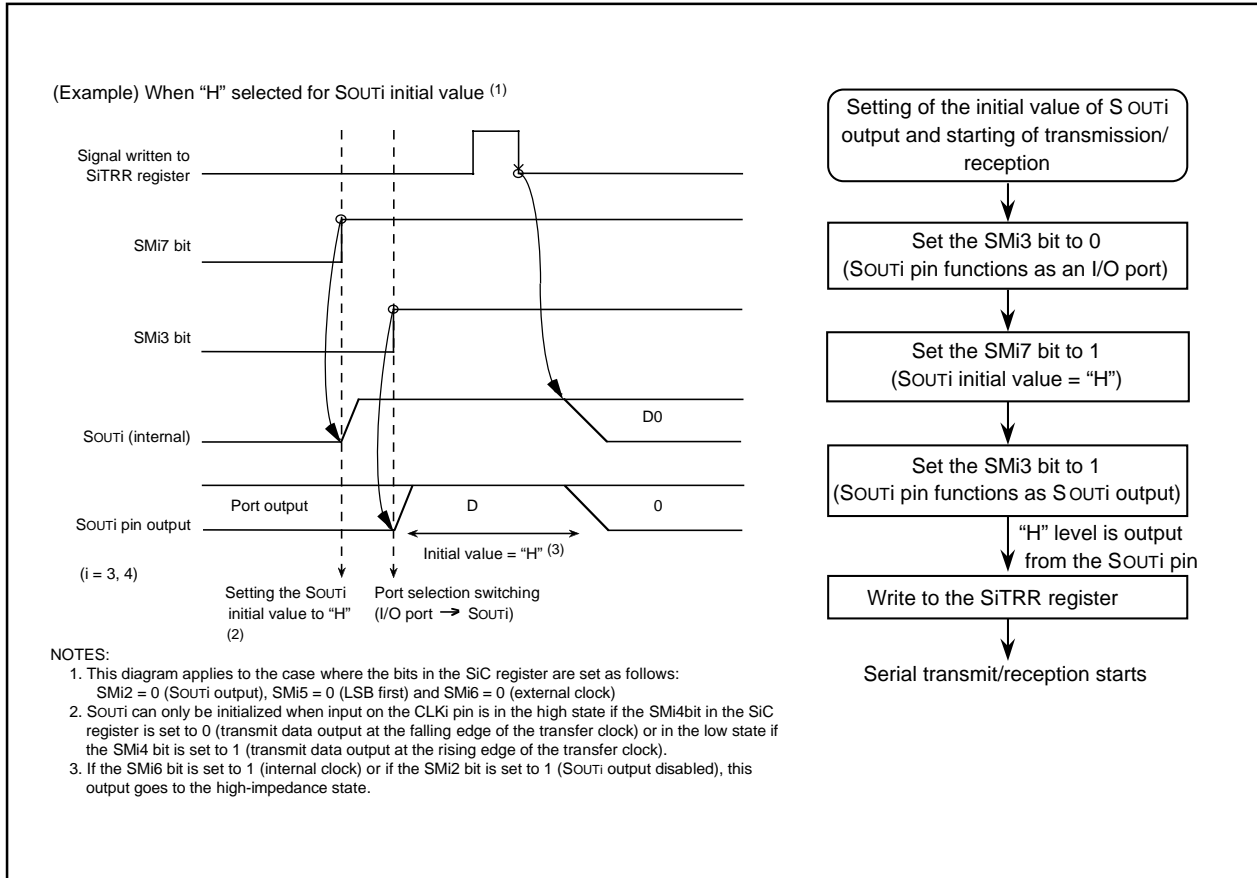 (Example) When “H” selected for SOUTi initial value (1)
Signal written to
SiTRR register
SMi7 bit
SMi3 bit
SOUTi (internal)
D0
Port output
D
0
SOUTi pin output
Initial value = “H” (3)
(i = 3, 4)
Setting the SOUTi
initial value to “H”
(2)
Port selection switching
(I/O port → SOUTi)
NOTES:
1. This diagram applies to the case where the bits in the SiC register are set as follows:
SMi2 = 0 (SOUTi output), SMi5 = 0 (LSB first) and SMi6 = 0 (external clock)
2. SOUTi can only be initialized when input on the CLKi pin is in the high state if the SMi4bit in the SiC
register is set to 0 (transmit data output at the falling edge of the transfer clock) or in the low state if
the SMi4 bit is set to 1 (transmit data output at the rising edge of the transfer clock).
3. If the SMi6 bit is set to 1 (internal clock) or if the SMi2 bit is set to 1 (SOUTi output disabled), this
output goes to the high-impedance state.
Setting of the initial value of S OUTi
output and starting of transmission/
reception
Set the SMi3 bit to 0
(SOUTi pin functions as an I/O port)
Set the SMi7 bit to 1
(SOUTi initial value = “H”)
Set the SMi3 bit to 1
(SOUTi pin functions as S OUTi output)
“H” level is output
from the SOUTi pin
Write to the SiTRR register
Serial transmit/reception starts